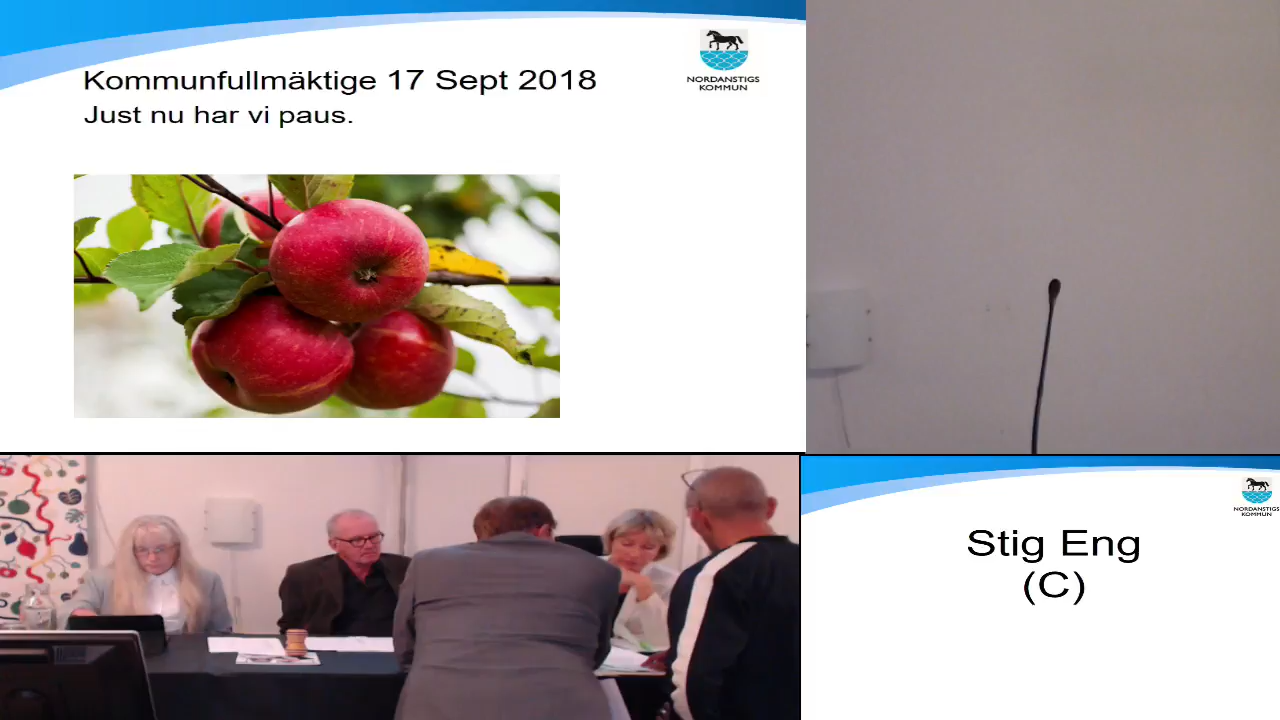 Kommunfullmäktige 17 Sept 2018
Just nu har vi paus.
NORDANSTIGS
KOMMUN
Stig Eng
(C)
NORDANSTIGS
KOMMUN